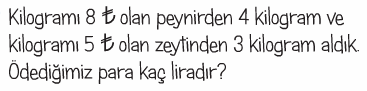 Kilogramı 8 ₺ olan peynirden 4 kilogram ve
kilogramı 5 ₺ olan zeytinden 3 kilogram aldık.
Ödediğimiz para kaç liradır?